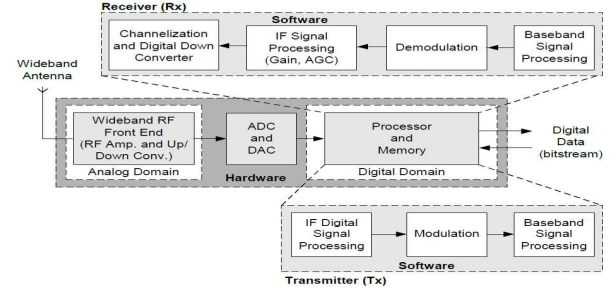 Receiver (Rx)
Software
Channelization
and Digital Down
Converter
IF Signal
Processing
(Gain, AGC)
Demodulation
Baseband
Signal
Processing
Wideband
Antenna
Wideband RF
Front End
(RF Amp. and Up/
Down Conv.)
Analog Domain
ADC
and
DAC
Hardware
Processor
and
Memory
Digital Domain
Digital
Data
(bitstream)
IF Digital
Signal
Processing
Modulation
Baseband
Signal
Processing
Software
Transmitter (Tx)